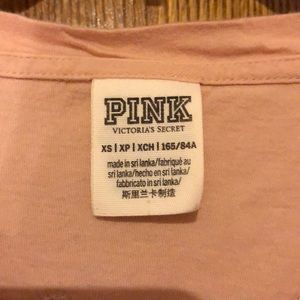 PINK
VICTORIA'S SECRET
XS | XP | XCH | 165/84A
made in sri lanka/fabriqué au
sri lanka/hecho en sri lanka/
fabbricato in sri lanka/
斯里兰卡制造